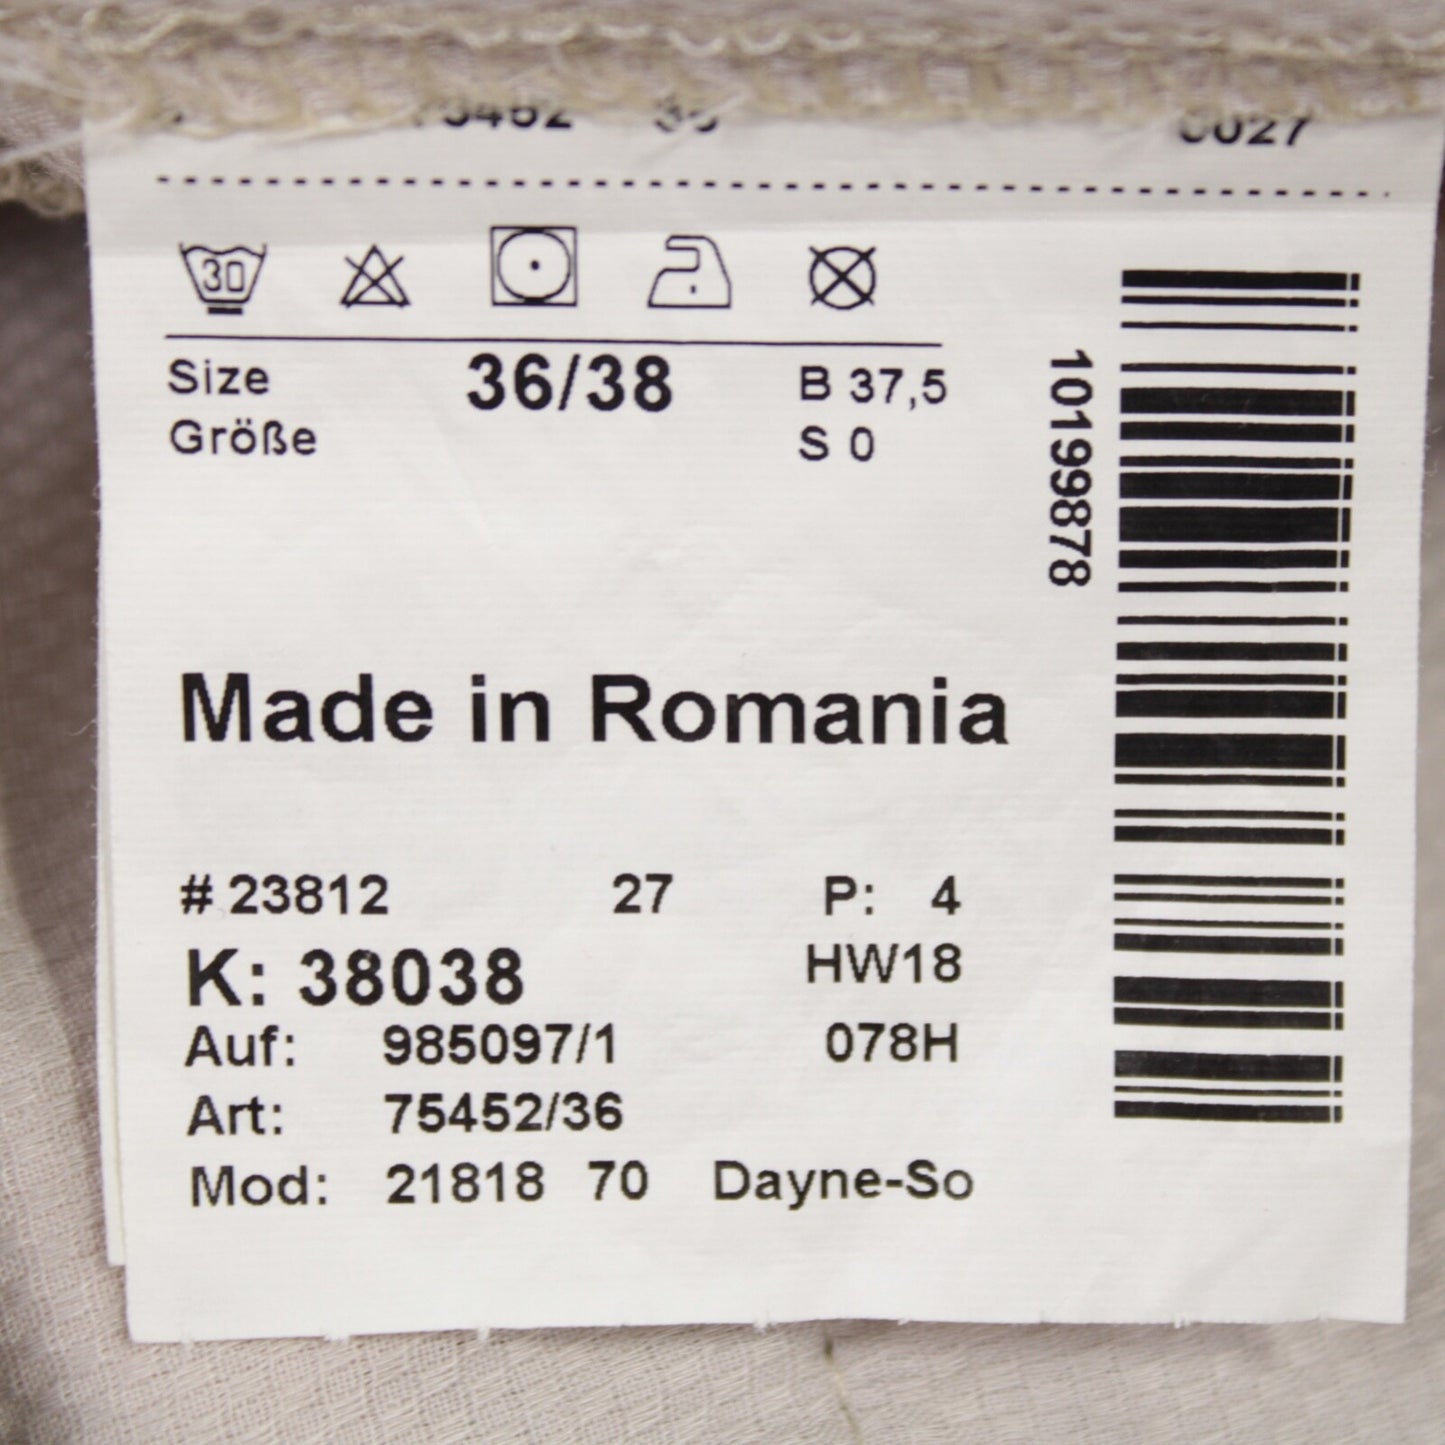 30
Size 36/38 B 37,5
Größe S 0
10199878
Made in Romania
# 23812 27 P: 4
K: 38038 HW18
Auf: 985097/1 078H
Art: 75452/36
Mod: 21818 70 Dayne-So